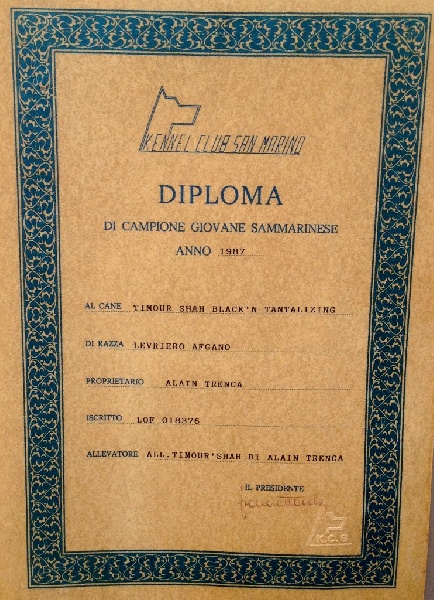 KENNEL CLUB SAN MARINO
DIPLOMA
DI CAMPIONE GIOVANE SAMMARINESE
ANNO 1987
AL CANE TIMOUR SHAH BLACK'N TANTALIZING
DI RAZZA LEVRIERO AFGANO
PROPRIETARIO ALAIN TRENCA
ISCRITTO LOF 018375
ALLEVATORE ALL.TIMOUR'SHAH DI ALAIN TRENCA
IL PRESIDENTE
K.C.S